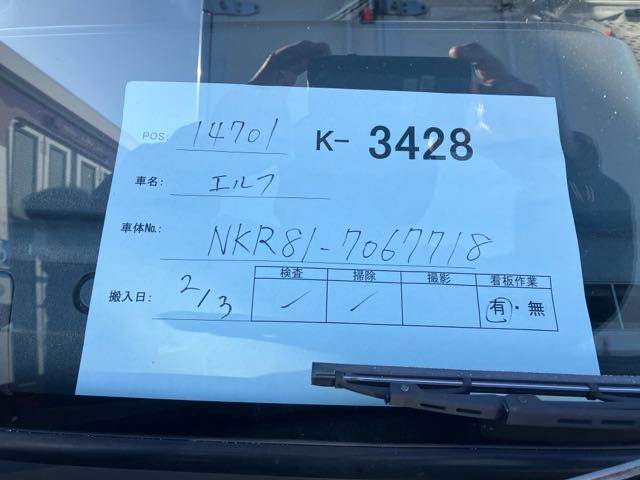 POS: 14701 K- 3428
車名: エルフ
車体No.: NKR81-7067718
搬入日: 2/3
検査 掃除 撮影 看板作業
有・無